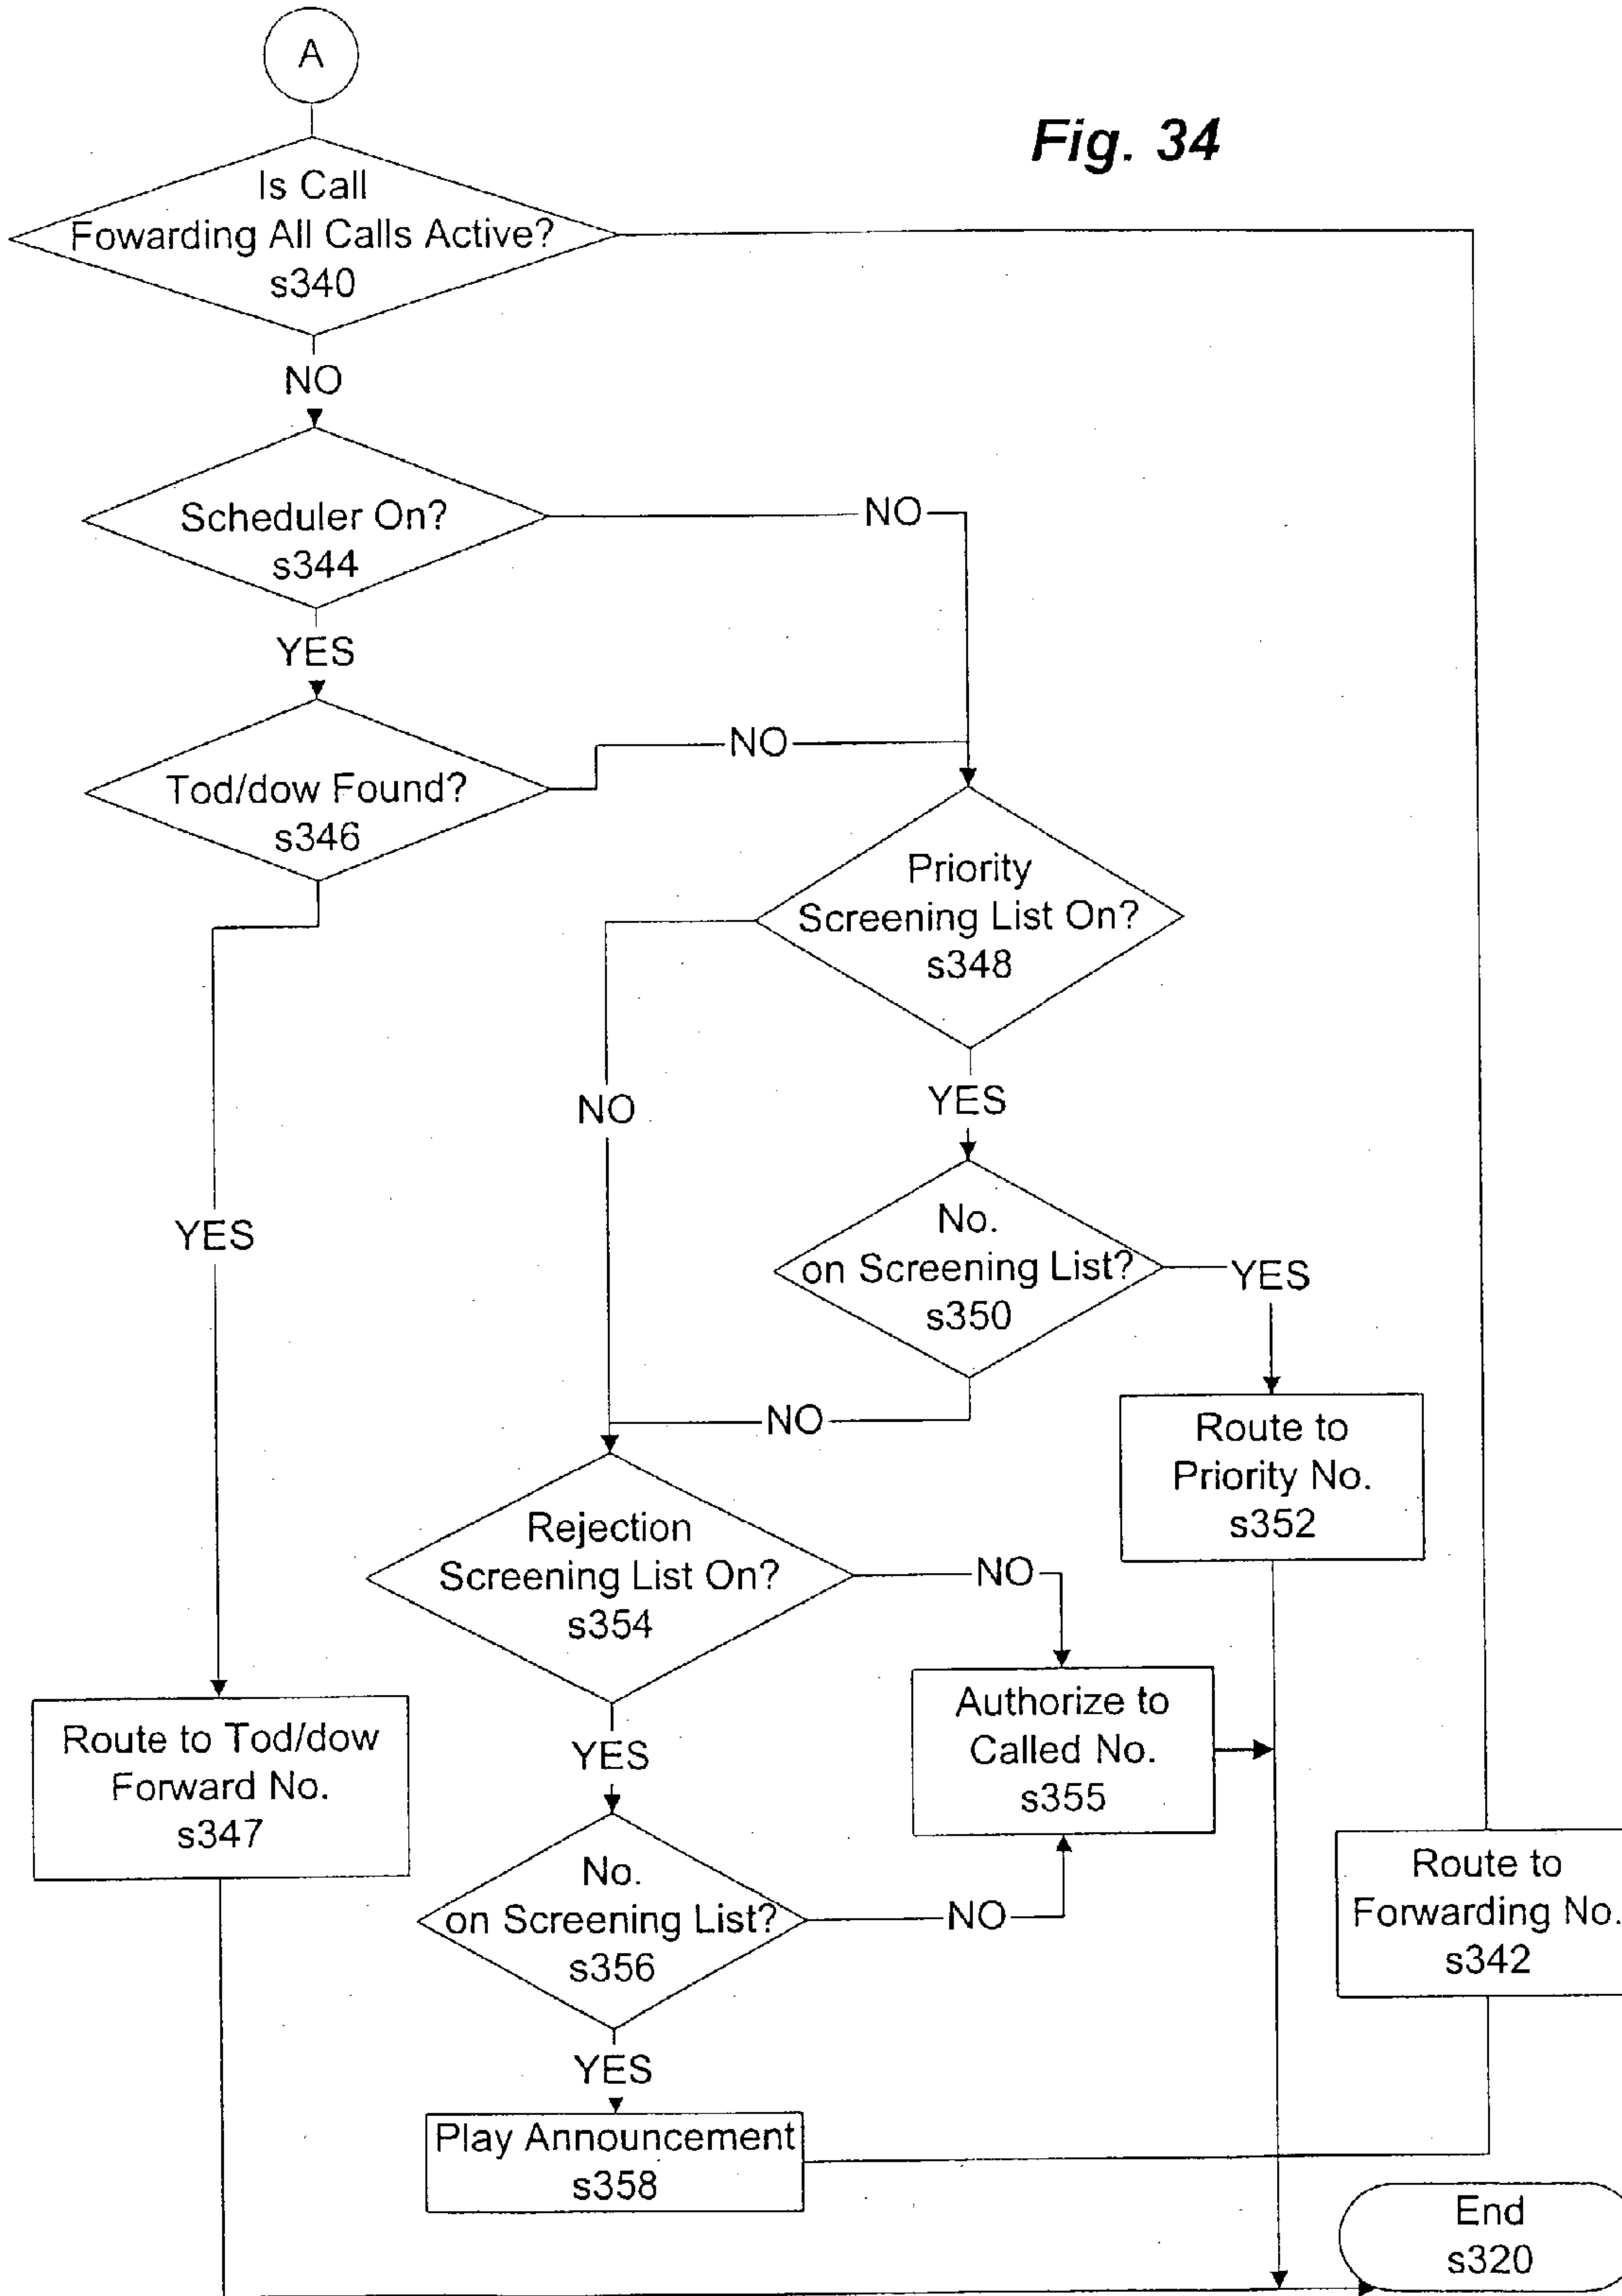 A
Fig. 34
Is Call
Fowarding All Calls Active?
s340
NO
Scheduler On?
s344
NO
YES
Tod/dow Found?
s346
NO
Priority
Screening List On?
s348
NO
YES
YES
No.
on Screening List?
s350
YES
NO
Route to
Priority No.
s352
Rejection
Screening List On?
s354
NO
YES
Authorize to
Called No.
s355
Route to Tod/dow
Forward No.
s347
No.
on Screening List?
s356
NO
Route to
Forwarding No.
s342
YES
Play Announcement
s358
End
s320